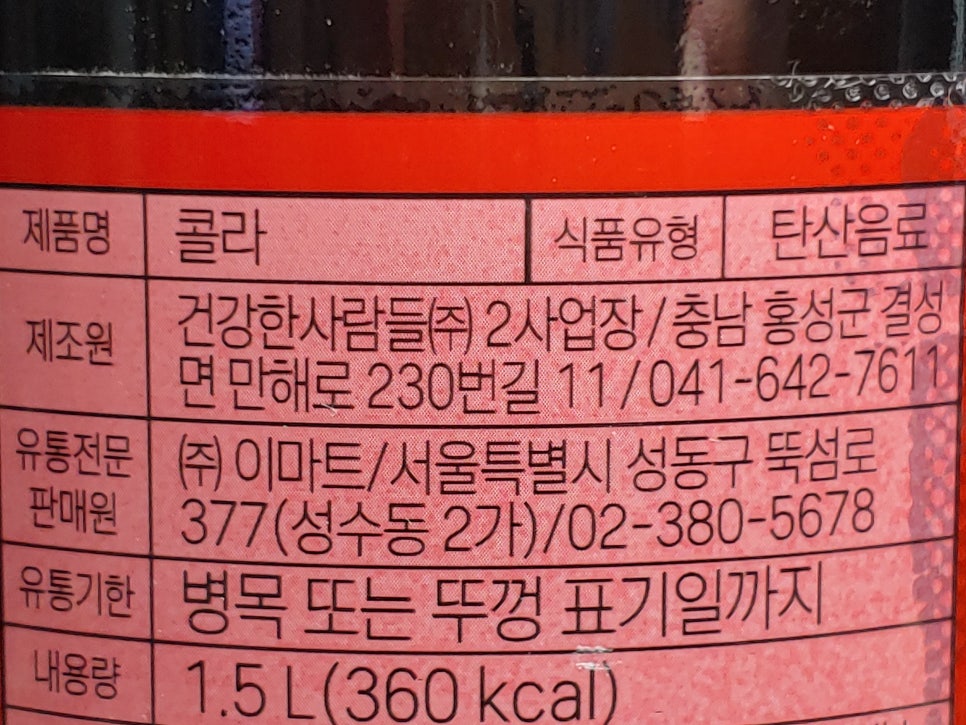 제품명 콜라 식품유형 탄산음료
제조원 건강한사람들㈜ 2사업장 / 충남 홍성군 결성
면 만해로 230번길 11 / 041-642-7611
유통전문 ㈜ 이마트/서울특별시 성동구 뚝섬로
판매원 377(성수동 2가)/02-380-5678
유통기한 병목 또는 뚜껑 표기일까지
내용량 1.5 L(360 kcal)